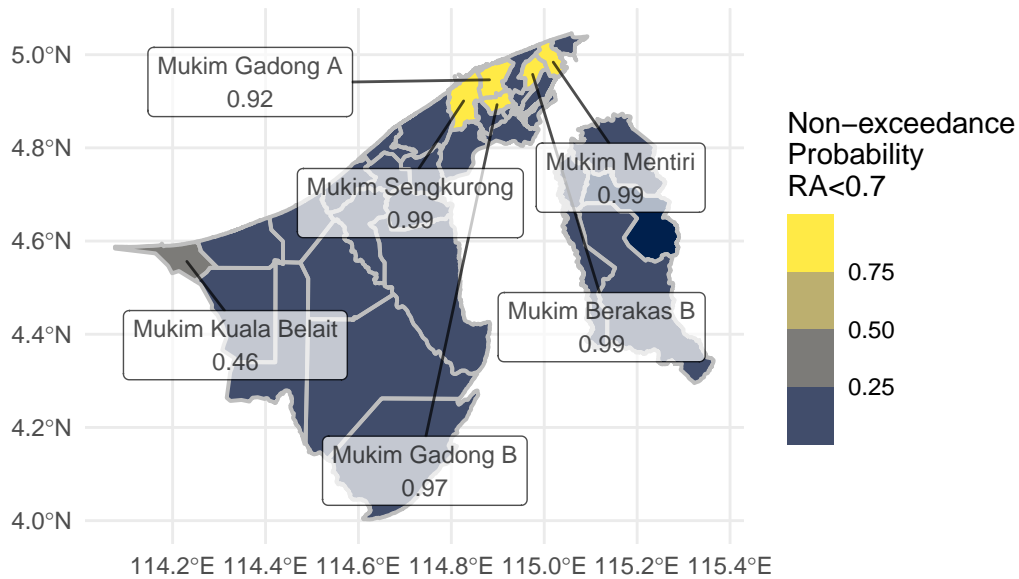 5.0°N
4.8°N
4.6°N
4.4°N
4.2°N
4.0°N
114.2°E 114.4°E 114.6°E 114.8°E 115.0°E 115.2°E 115.4°E
Mukim Gadong A
0.92
Mukim Mentiri
0.99
Mukim Sengkurong
0.99
Mukim Berakas B
0.99
Mukim Kuala Belait
0.46
Mukim Gadong B
0.97
Non−exceedance
Probability
RA<0.7
0.75
0.50
0.25